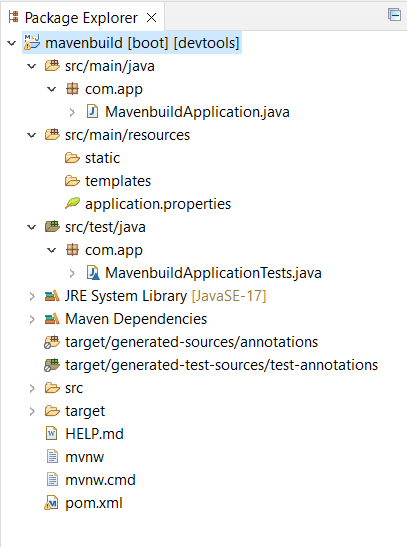 Package Explorer
mavenbuild [boot] [devtools]
src/main/java
com.app
MavenbuildApplication.java
src/main/resources
static
templates
application.properties
src/test/java
com.app
MavenbuildApplicationTests.java
JRE System Library [JavaSE-17]
Maven Dependencies
target/generated-sources/annotations
target/generated-test-sources/test-annotations
src
target
HELP.md
mvnw
mvnw.cmd
pom.xml